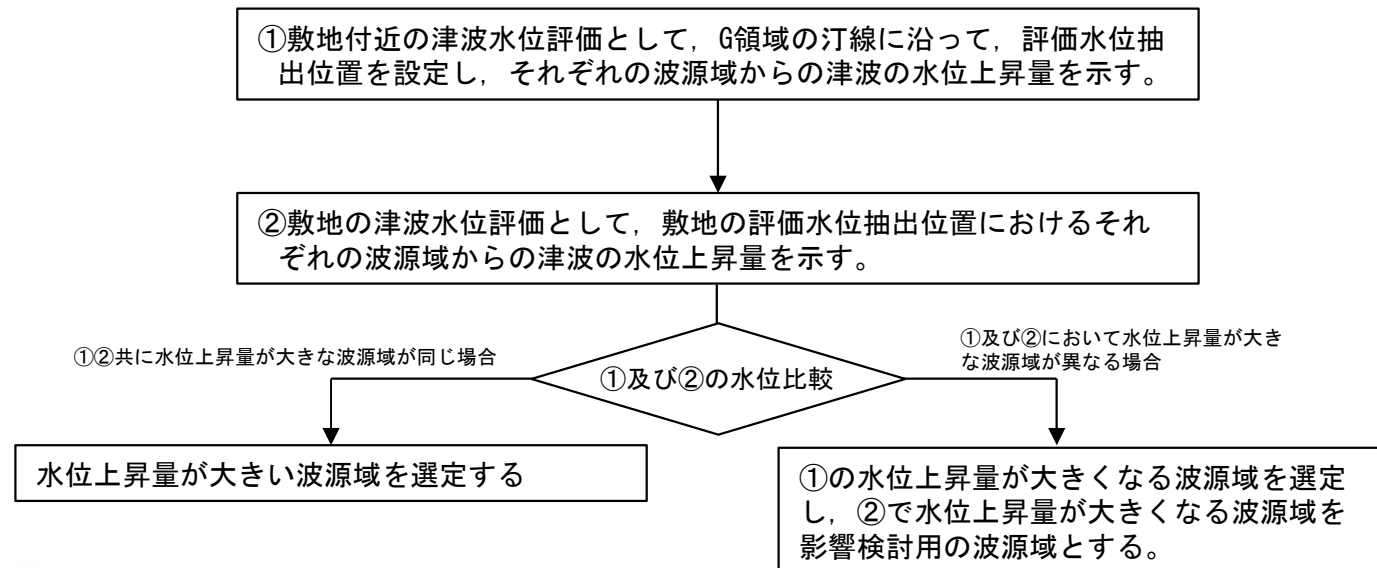 ①敷地付近の津波水位評価として，G領域の汀線に沿って，評価水位抽
出位置を設定し，それぞれの波源域からの津波の水位上昇量を示す。
②敷地の津波水位評価として，敷地の評価水位抽出位置におけるそれ
ぞれの波源域からの津波の水位上昇量を示す。
①②共に水位上昇量が大きな波源域が同じ場合
①及び②の水位比較
①及び②において水位上昇量が大き
な波源域が異なる場合
水位上昇量が大きい波源域を選定する
①の水位上昇量が大きくなる波源域を選定
し，②で水位上昇量が大きくなる波源域を
影響検討用の波源域とする。